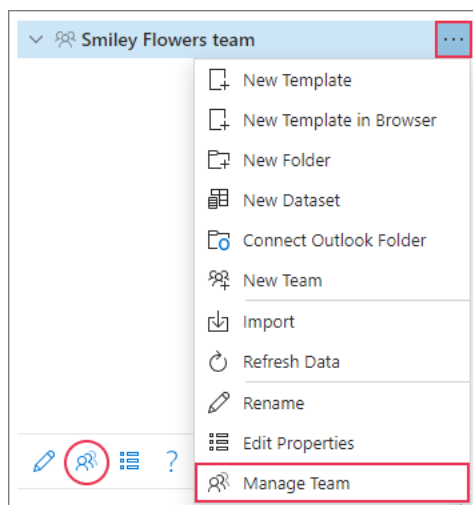 Smiley Flowers team
New Template
New Template in Browser
New Folder
New Dataset
Connect Outlook Folder
New Team
Import
Refresh Data
Rename
Edit Properties
Manage Team